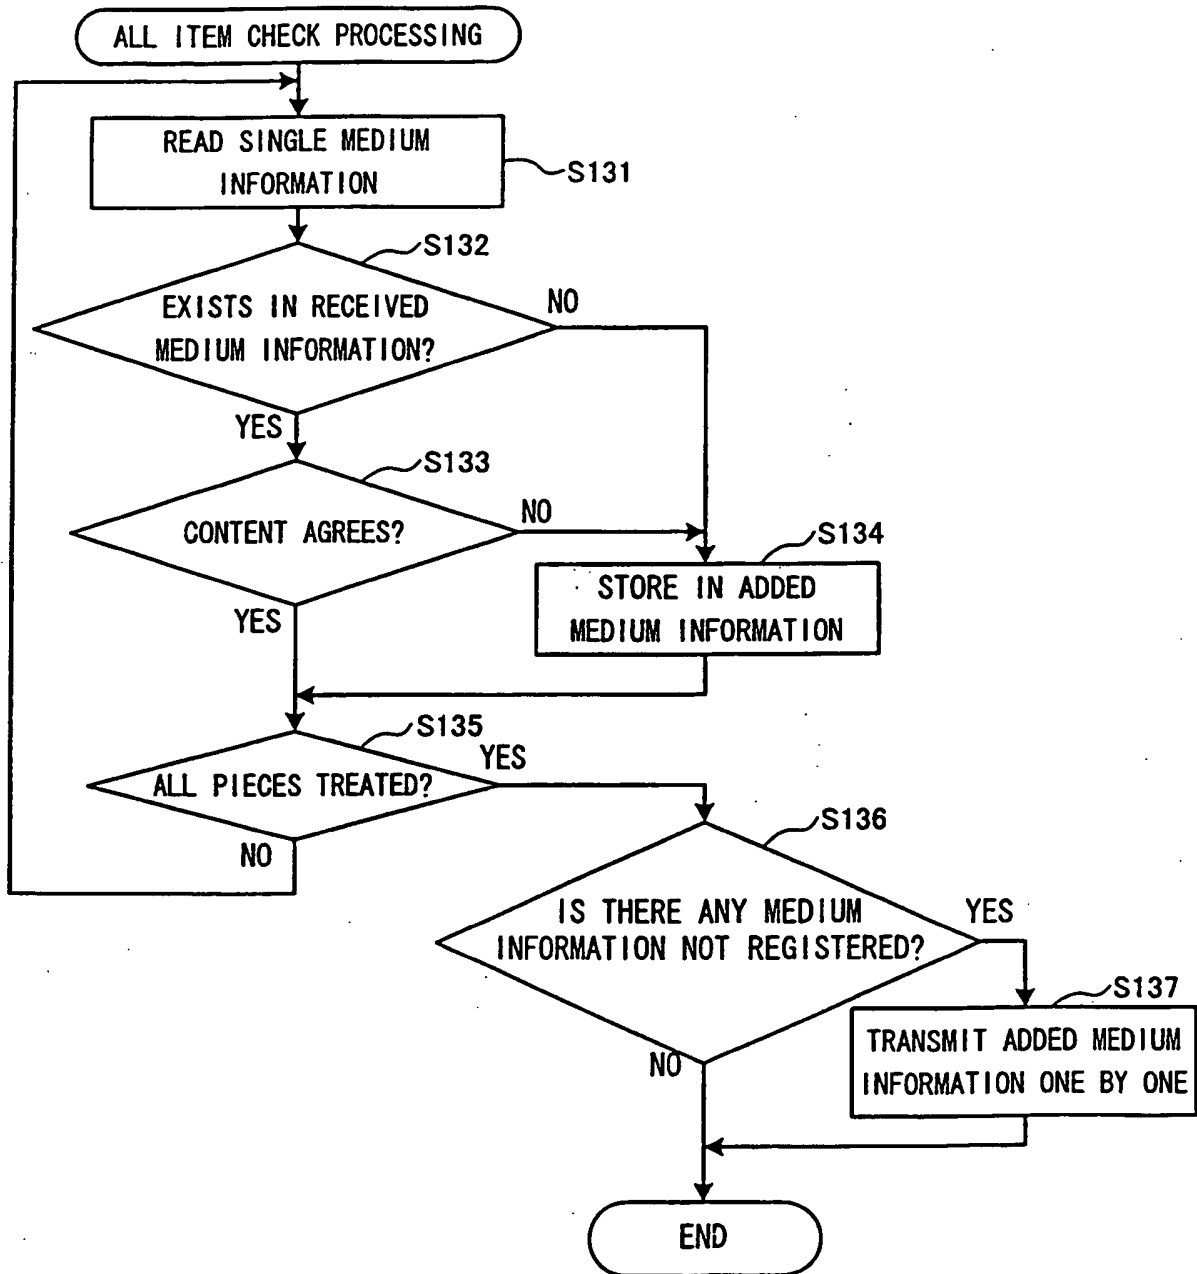 ALL ITEM CHECK PROCESSING
READ SINGLE MEDIUM
INFORMATION
S131
S132
EXISTS IN RECEIVED
MEDIUM INFORMATION?
NO
YES
S133
CONTENT AGREES?
NO
YES
S134
STORE IN ADDED
MEDIUM INFORMATION
S135
ALL PIECES TREATED?
YES
NO
S136
IS THERE ANY MEDIUM
INFORMATION NOT REGISTERED?
YES
NO
S137
TRANSMIT ADDED MEDIUM
INFORMATION ONE BY ONE
END